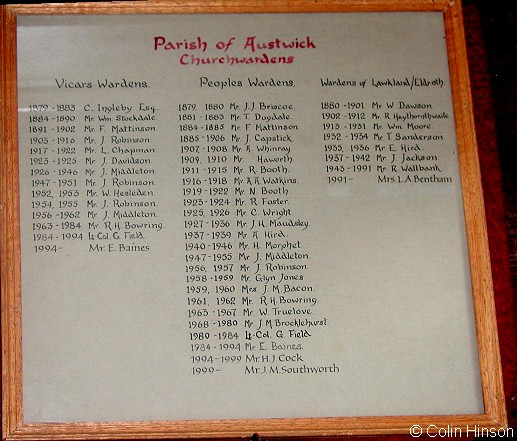 Parish of Austwick
Churchwardens
Vicars Wardens.
1879-1883 C. Ingleby Esq.
1884-1890 Mr. Wm. Stockdale.
1891-1902 Mr. F. Mattinson
1903-1916 Mr. J. Robinson.
1917-1922 Mr. L. Chapman.
1923-1925 Mr. J. Davidson.
1926-1946 Mr. J. Middleton
1947-1951 Mr. J. Robinson.
1952, 1953 Mr. W. Hesleden
1954, 1955 Mr. J. Robinson.
1956-1962 Mr. J. Middleton.
1963-1984 Mr. R.H. Bowring.
1984-1994 Lt. Col. G. Field.
1994- Mr. E. Baines
Peoples Wardens.
1879 1880 Mr. J.J. Briscoe.
1881-1883 Mr. T. Dugdale.
1884-1885 Mr. F. Mattinson
1885-1906 Mr. J. Capstick
1907-1908 Mr. A. Whinray.
1909, 1910 Mr. Haworth.
1911-1915 Mr. R. Booth.
1916-1918 Mr. A. A. Watkins.
1919-1922 Mr. N. Booth
1923-1924 Mr. R. Foster.
1925, 1926 Mr. C. Wright
1927-1936 Mr. J.H. Maudsley.
1937-1939 Mr. A. Hird.
1940-1946 Mr. H. Morphet
1947-1955 Mr. J. Middleton.
1956, 1957 Mr. J. Robinson.
1958-1959 Mr. Glyn Jones
1959, 1960 Mrs. J. M. Bacon.
1961, 1962 Mr. R.H. Bowring.
1963-1967 Mr. W. Truelove
1968-1980 Mr. J.M. Brocklehurst
1980-1984 Lt-Col. G. Field
1984-1994 Mr. E. Baines.
1994-1999 Mr. H.J. Cock
1999- Mr. J.M. Southworth
Wardens of Lawkland/Eldroth.
1880-1901 Mr. W. Dawson
1902-1912 Mr. R. Haythornthwaite
1913-1931 Mr. Wm. Moore.
1932-1934 Mr. T. Sanderson
1935, 1936 Mr. E. Hird.
1937-1942 Mr. J. Jackson
1943-1991 Mr. R. Wallbank.
1991- Mrs. L.A Bentham
© Colin Hinson